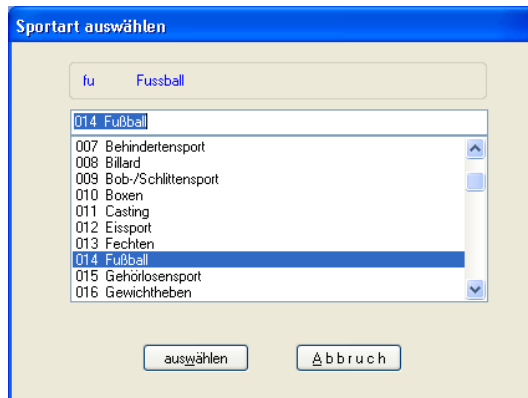 Sportart auswählen
fu Fussball
014 Fußball
007 Behindertensport
008 Billard
009 Bob-/Schlittensport
010 Boxen
011 Casting
012 Eissport
013 Fechten
014 Fußball
015 Gehörlosensport
016 Gewichtheben
auswählen Abbruch